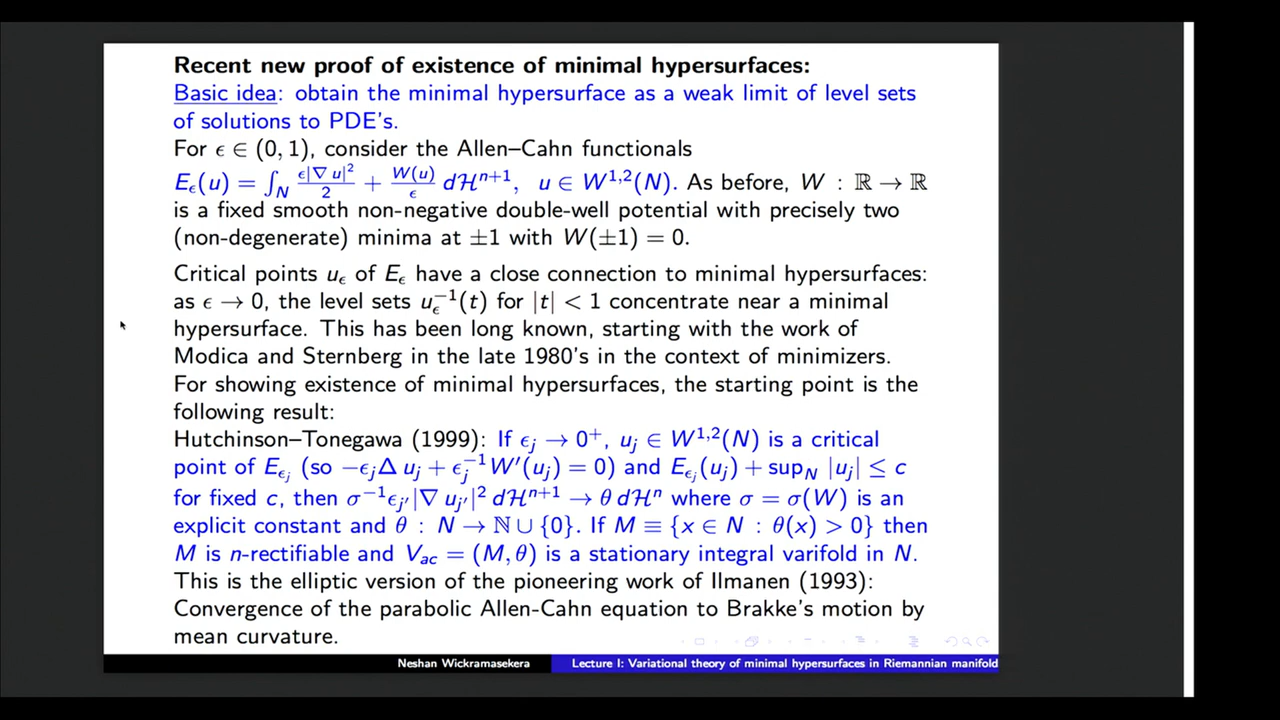 Recent new proof of existence of minimal hypersurfaces:
Basic idea: obtain the minimal hypersurface as a weak limit of level sets
of solutions to PDE's.
For ϵ ∈ (0, 1), consider the Allen–Cahn functionals
E_ϵ(u) = ∫_N ϵ|∇u|²/2 + W(u)/ϵ dℋ^{n+1}, u ∈ W^{1,2}(N). As before, W : ℝ → ℝ
is a fixed smooth non-negative double-well potential with precisely two
(non-degenerate) minima at ±1 with W(±1) = 0.
Critical points u_ϵ of E_ϵ have a close connection to minimal hypersurfaces:
as ϵ → 0, the level sets u_ϵ^{-1}(t) for |t| < 1 concentrate near a minimal
hypersurface. This has been long known, starting with the work of
Modica and Sternberg in the late 1980's in the context of minimizers.
For showing existence of minimal hypersurfaces, the starting point is the
following result:
Hutchinson–Tonegawa (1999): If ϵ_j → 0⁺, u_j ∈ W^{1,2}(N) is a critical
point of E_{ϵ_j} (so −ϵ_jΔ u_j + ϵ_j^{-1}W′(u_j) = 0) and E_{ϵ_j}(u_j) + sup_N |u_j| ≤ c
for fixed c, then σ^{-1}ϵ_{j′}|∇ u_{j′}|² dℋ^{n+1} → θ dℋ^n where σ = σ(W) is an
explicit constant and θ : N → ℕ ∪ {0}. If M ≡ {x ∈ N : θ(x) > 0} then
M is n-rectifiable and V_{ac} = (M, θ) is a stationary integral varifold in N.
This is the elliptic version of the pioneering work of Ilmanen (1993):
Convergence of the parabolic Allen-Cahn equation to Brakke's motion by
mean curvature.
Neshan Wickramasekera Lecture I: Variational theory of minimal hypersurfaces in Riemannian manifold